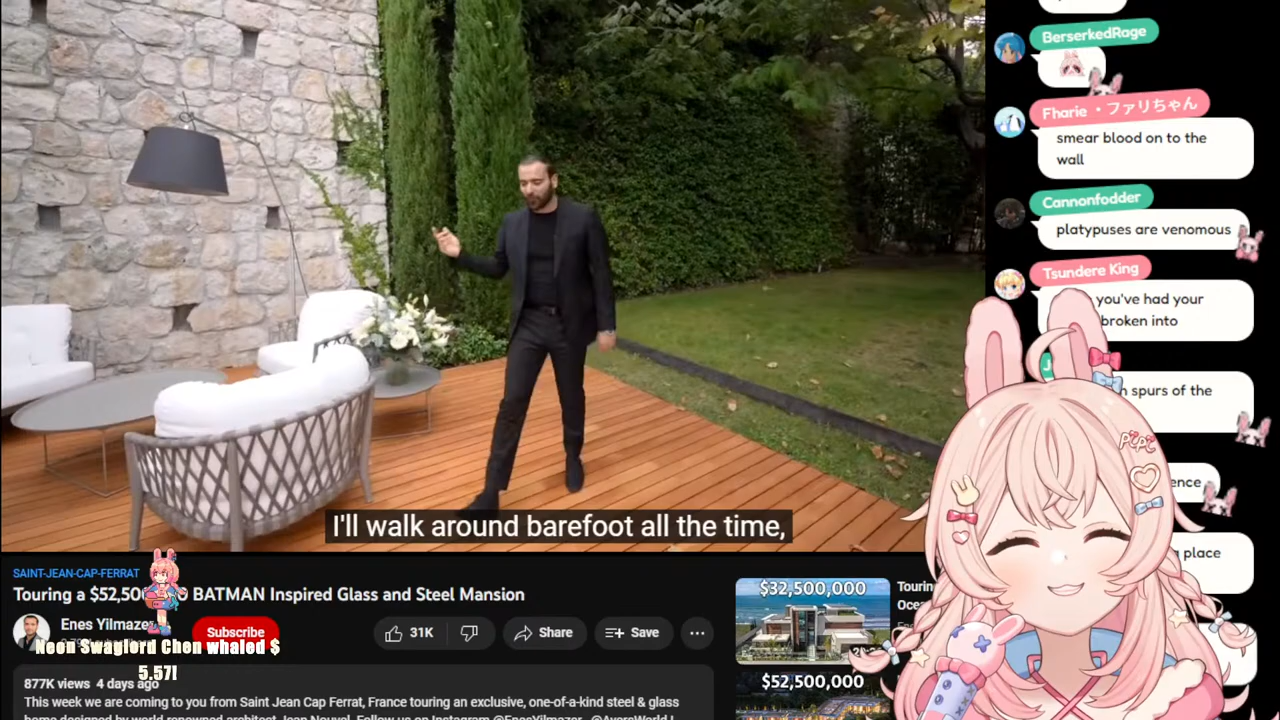 I'll walk around barefoot all the time,
SAINT-JEAN-CAP-FERRAT
Touring a $52,500 BATMAN Inspired Glass and Steel Mansion
Enes Yilmaze
Subscribe
31K
Share
Save
Neon Swaglord Chen whaled $
5.57!
877K views 4 days ago
This week we are coming to you from Saint Jean Cap Ferrat, France touring an exclusive, one-of-a-kind steel & glass
$32,500,000
Touri
Ocea
$52,500,000
BerserkedRage
Fharie・ファリちゃん
smear blood on to the
wall
Cannonfodder
platypuses are venomous
Tsundere King
you've had your
broken into
spurs of the
place
PiPi